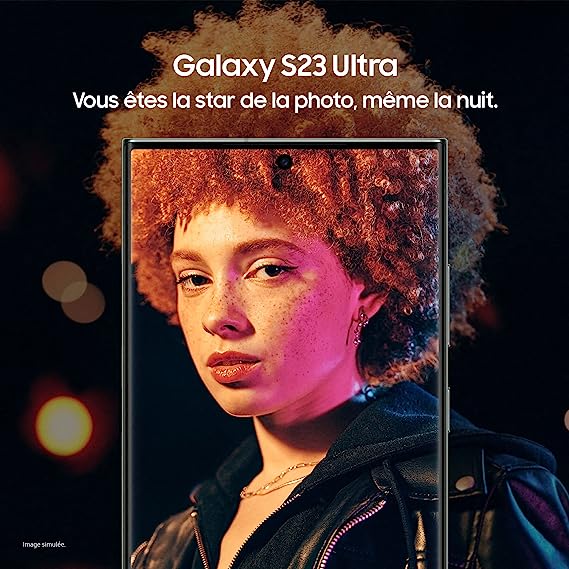 Galaxy S23 Ultra
Vous êtes la star de la photo, même la nuit.
Image simulée.